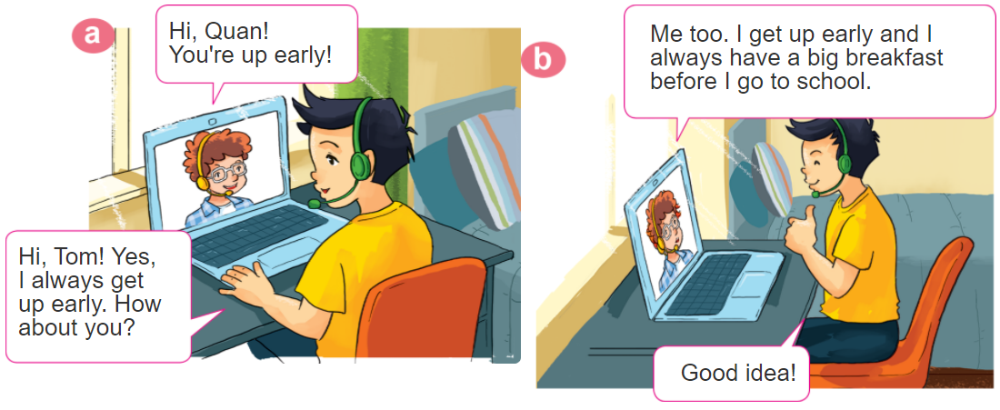 a
Hi, Quan!
You're up early!
Hi, Tom! Yes,
I always get
up early. How
about you?
b
Me too. I get up early and I
always have a big breakfast
before I go to school.
Good idea!